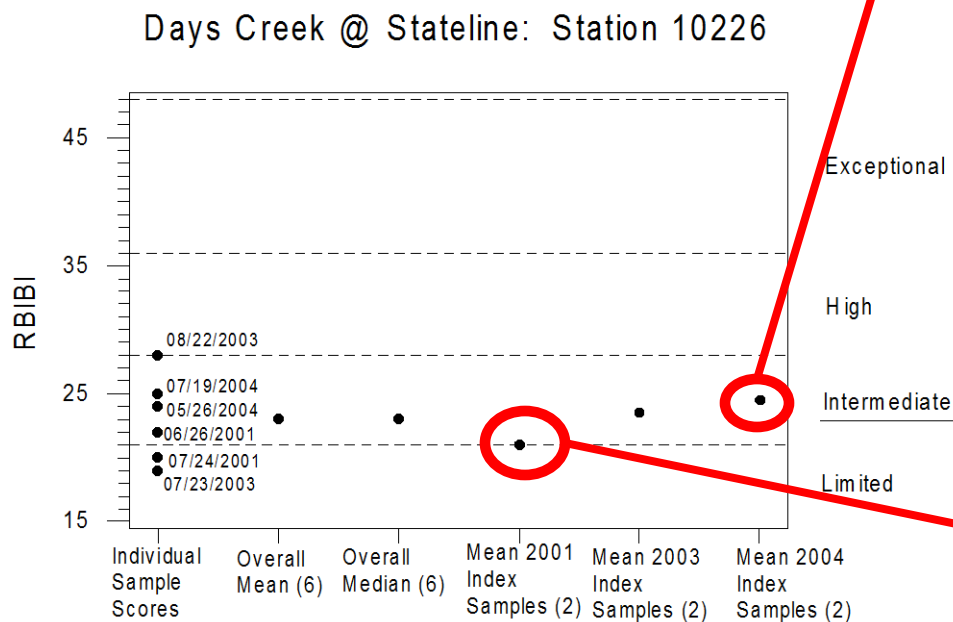 Days Creek @ Stateline: Station 10226
45
35
25
15
RBIBI
08/22/2003
07/19/2004
05/26/2004
06/26/2001
07/24/2001
07/23/2003
Exceptional
High
Intermediate
Limited
Individual
Sample
Scores
Overall
Mean (6)
Overall
Median (6)
Mean 2001
Index
Samples (2)
Mean 2003
Index
Samples (2)
Mean 2004
Index
Samples (2)